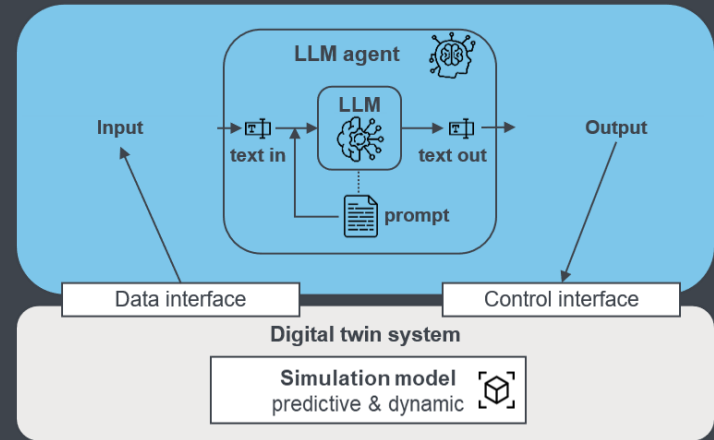 LLM agent
LLM
Input
text in
text out
Output
prompt
Data interface
Control interface
Digital twin system
Simulation model
predictive & dynamic